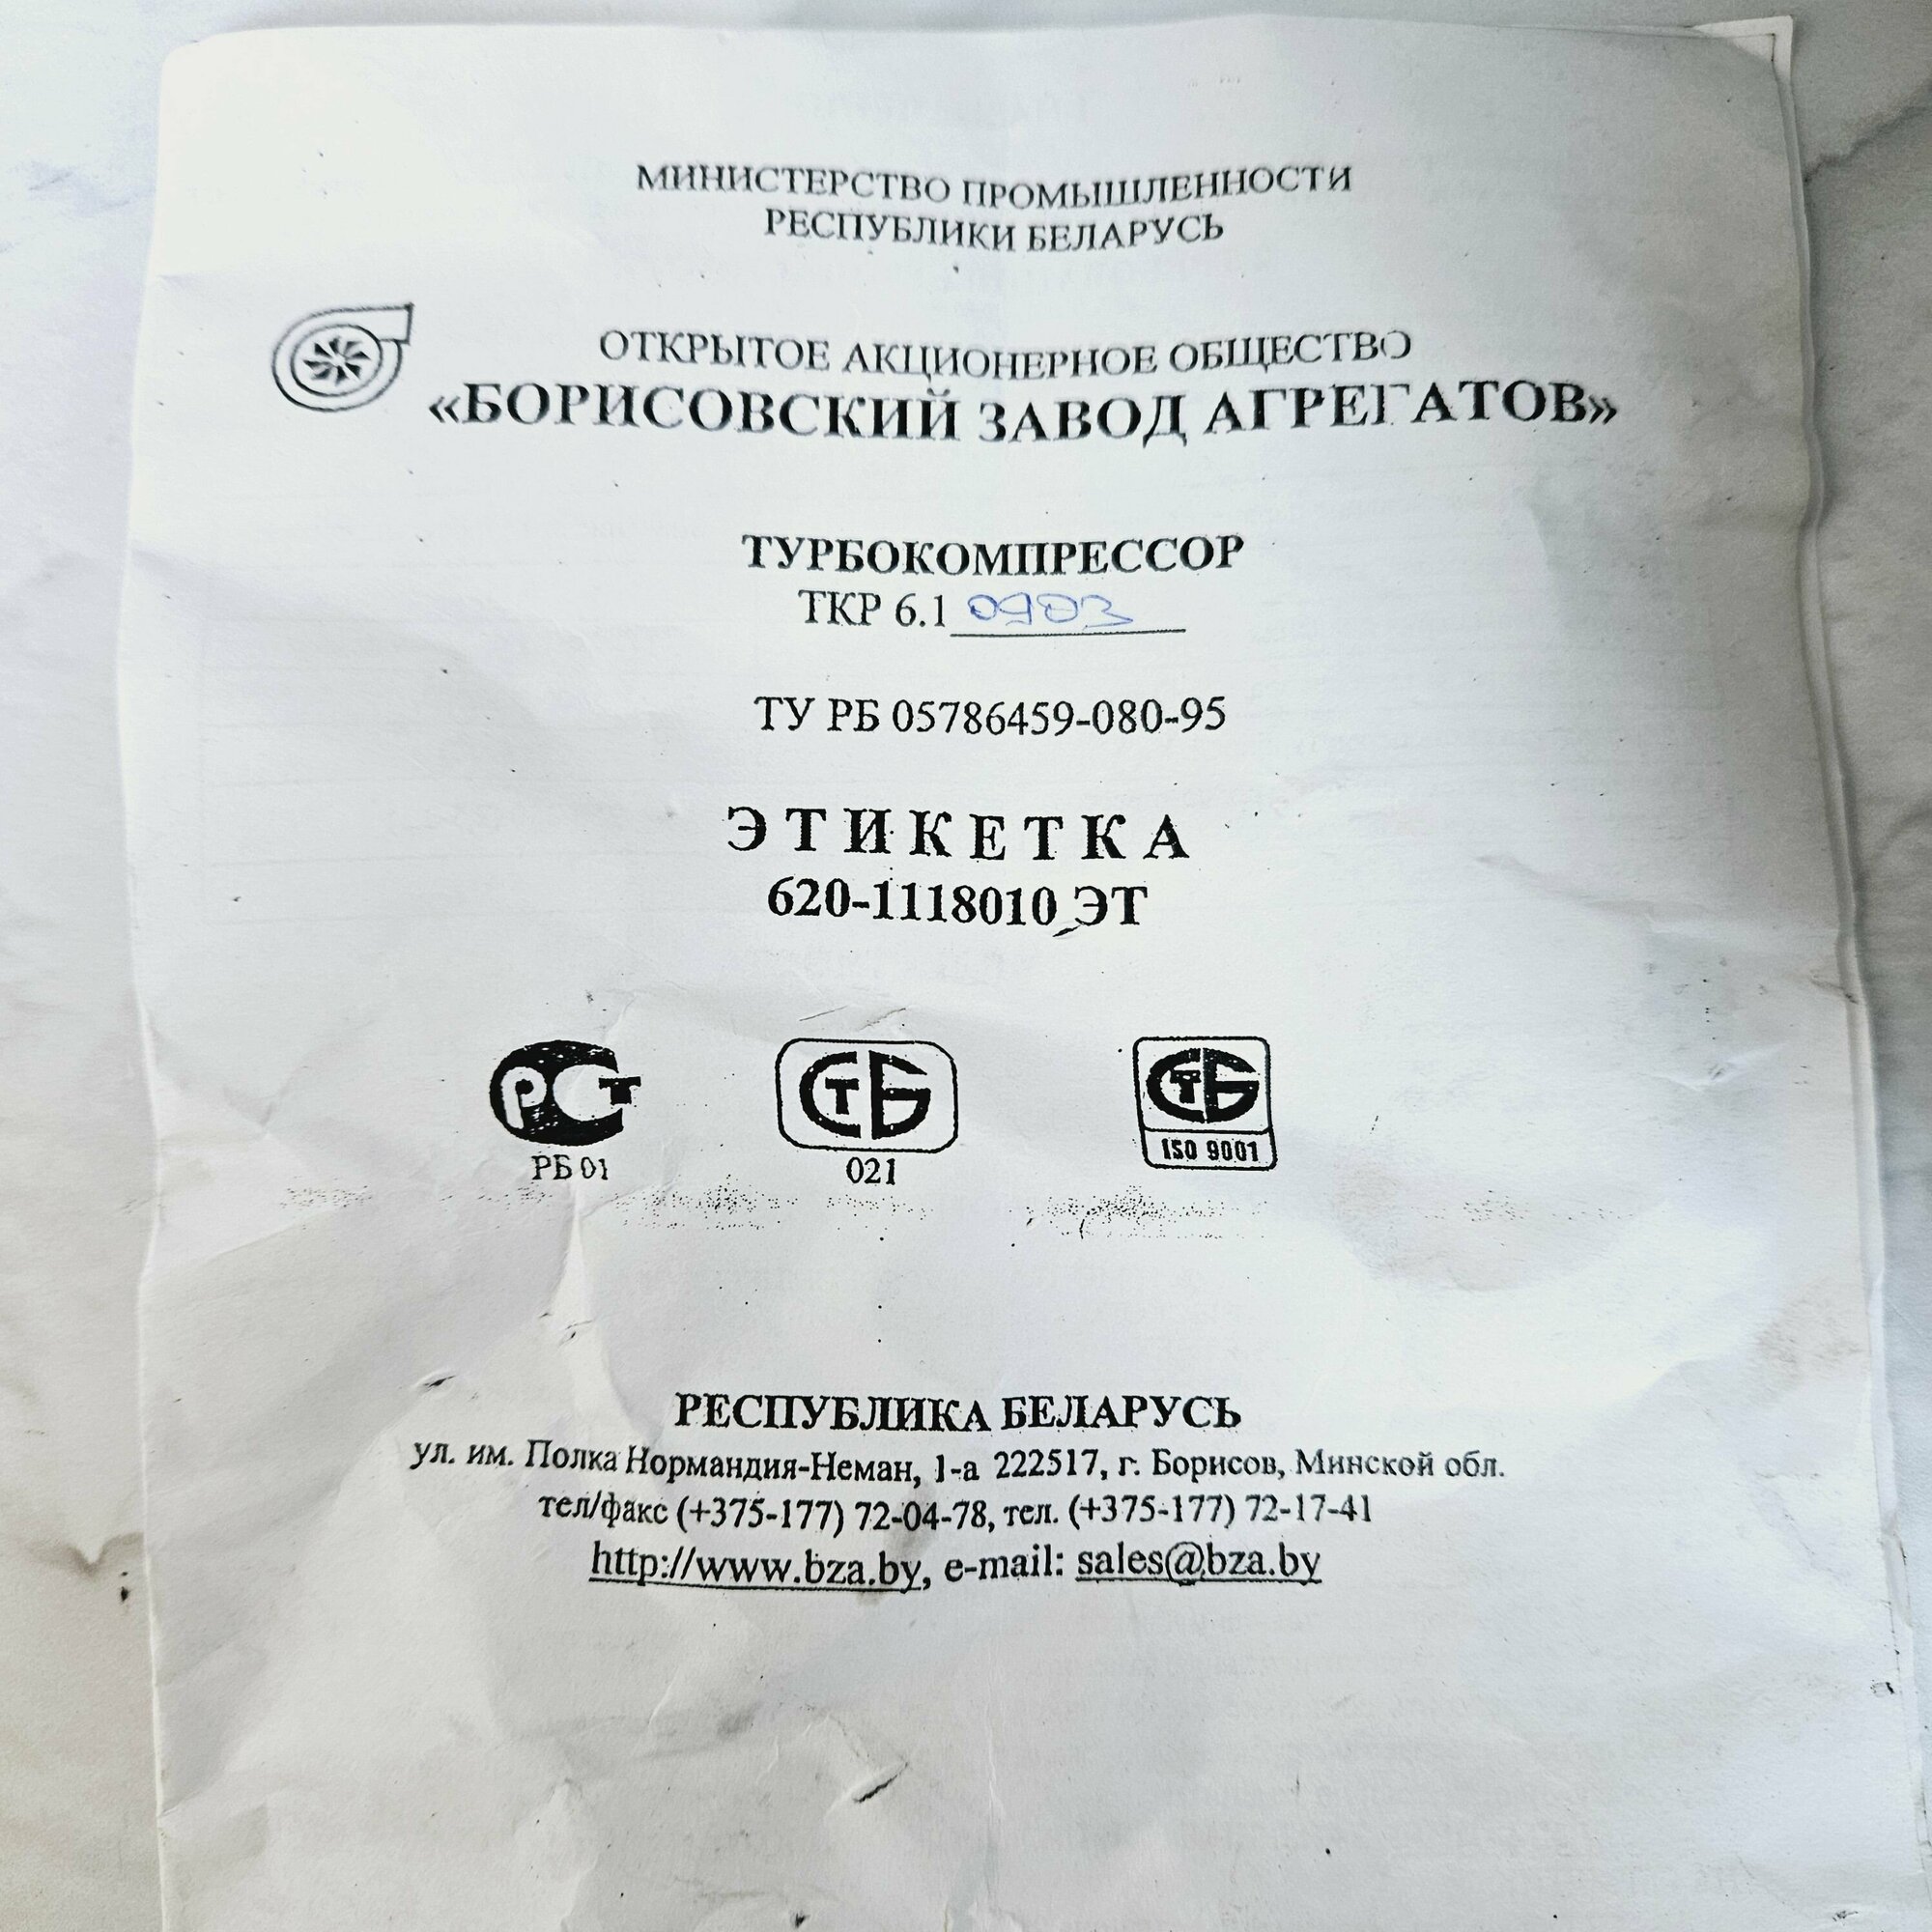 МИНИСТЕРСТВО ПРОМЫШЛЕННОСТИ
РЕСПУБЛИКИ БЕЛАРУСЬ
ОТКРЫТОЕ АКЦИОНЕРНОЕ ОБЩЕСТВО
«БОРИСОВСКИЙ ЗАВОД АГРЕГАТОВ»
ТУРБОКОМПРЕССОР
ТКР 6.1 0903
ТУ РБ 05786459-080-95
ЭТИКЕТКА
620-1118010 ЭТ
РСТ СТБ СТБ
ISO 9001
РБ 01 021
РЕСПУБЛИКА БЕЛАРУСЬ
ул. им. Полка Нормандия-Неман, 1-а 222517, г. Борисов, Минской обл.
тел/факс (+375-177) 72-04-78, тел. (+375-177) 72-17-41
http://www.bza.by, e-mail: sales@bza.by